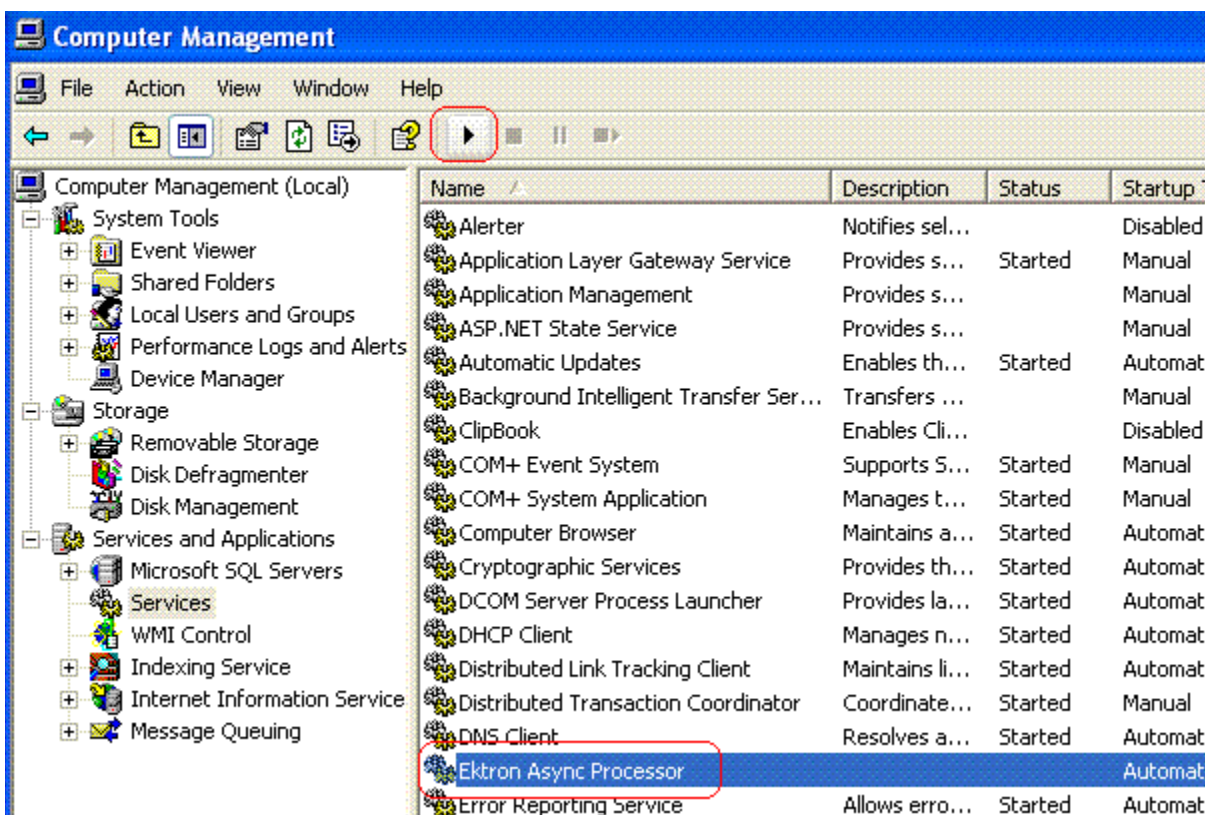 Computer Management
File Action View Window Help
Computer Management (Local)
System Tools
Event Viewer
Shared Folders
Local Users and Groups
Performance Logs and Alerts
Device Manager
Storage
Removable Storage
Disk Defragmenter
Disk Management
Services and Applications
Microsoft SQL Servers
Services
WMI Control
Indexing Service
Internet Information Service
Message Queuing
Name Description Status Startup T
Alerter Notifies sel... Disabled
Application Layer Gateway Service Provides s... Started Manual
Application Management Provides s... Manual
ASP.NET State Service Provides s... Manual
Automatic Updates Enables th... Started Automat
Background Intelligent Transfer Ser... Transfers ... Manual
ClipBook Enables Cli... Disabled
COM+ Event System Supports S... Started Manual
COM+ System Application Manages t... Started Manual
Computer Browser Maintains a... Started Automat
Cryptographic Services Provides th... Started Automat
DCOM Server Process Launcher Provides la... Started Automat
DHCP Client Manages n... Started Automat
Distributed Link Tracking Client Maintains li... Started Automat
Distributed Transaction Coordinator Coordinate... Started Manual
DNS Client Resolves a... Started Automat
Ektron Async Processor Automat
Error Reporting Service Allows erro... Started Automat